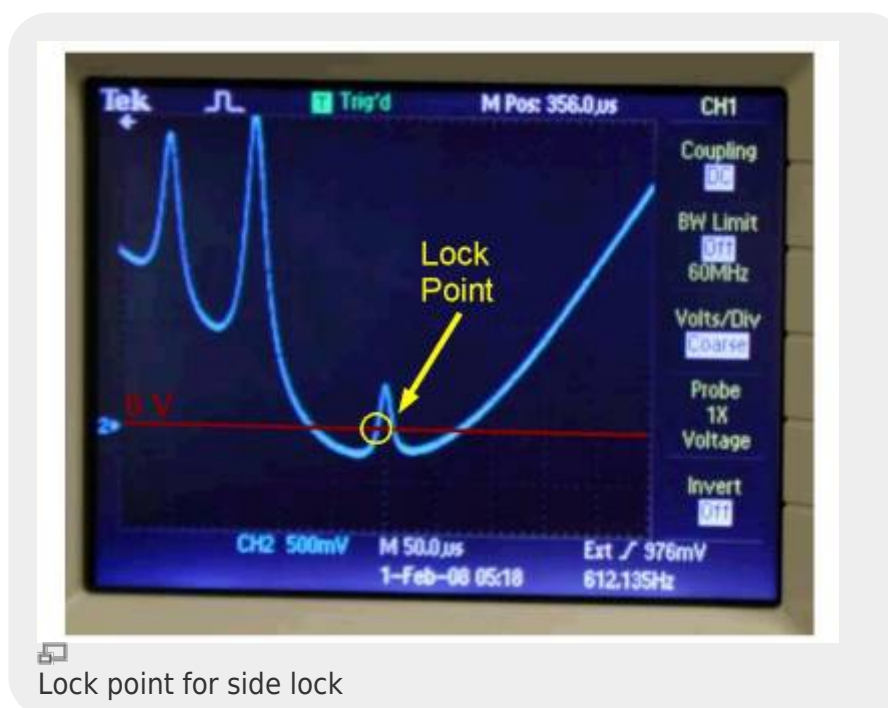 Tek
Trig'd
M Pos: 356.0µs
CH1
Coupling
DC
BW Limit
Off
60MHz
Volts/Div
Coarse
Probe
1X
Voltage
Invert
Off
Lock
Point
0 V
2
CH2 500mV
M 50.0µs
Ext
976mV
1-Feb-08 05:18
612.135Hz
Lock point for side lock